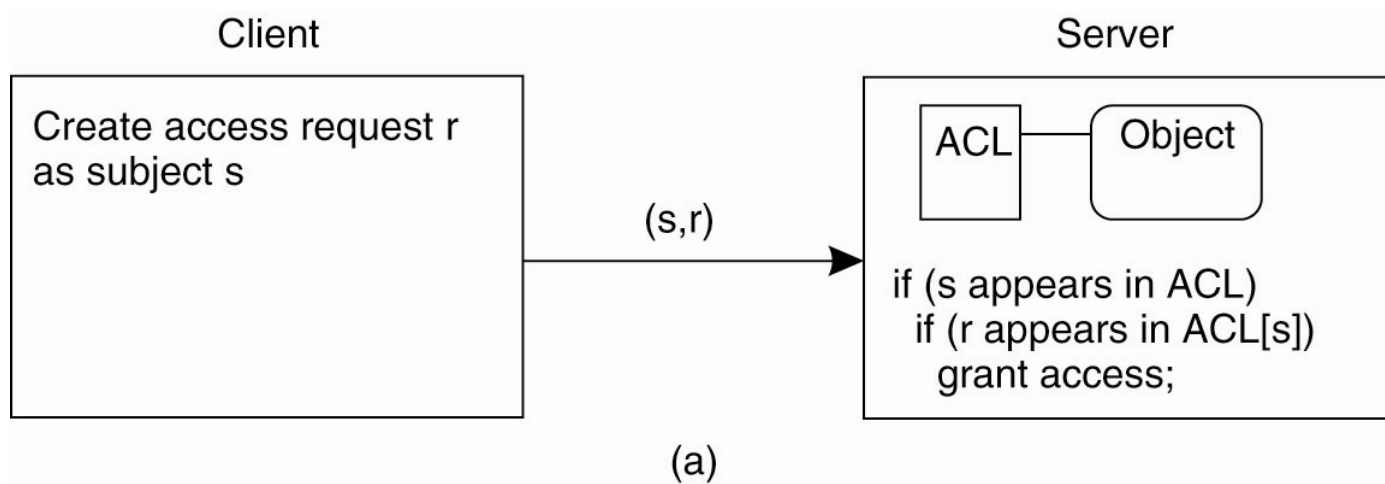 Client
Server
Create access request r
as subject s
(s,r)
ACL
Object
if (s appears in ACL)
if (r appears in ACL[s])
grant access;
(a)